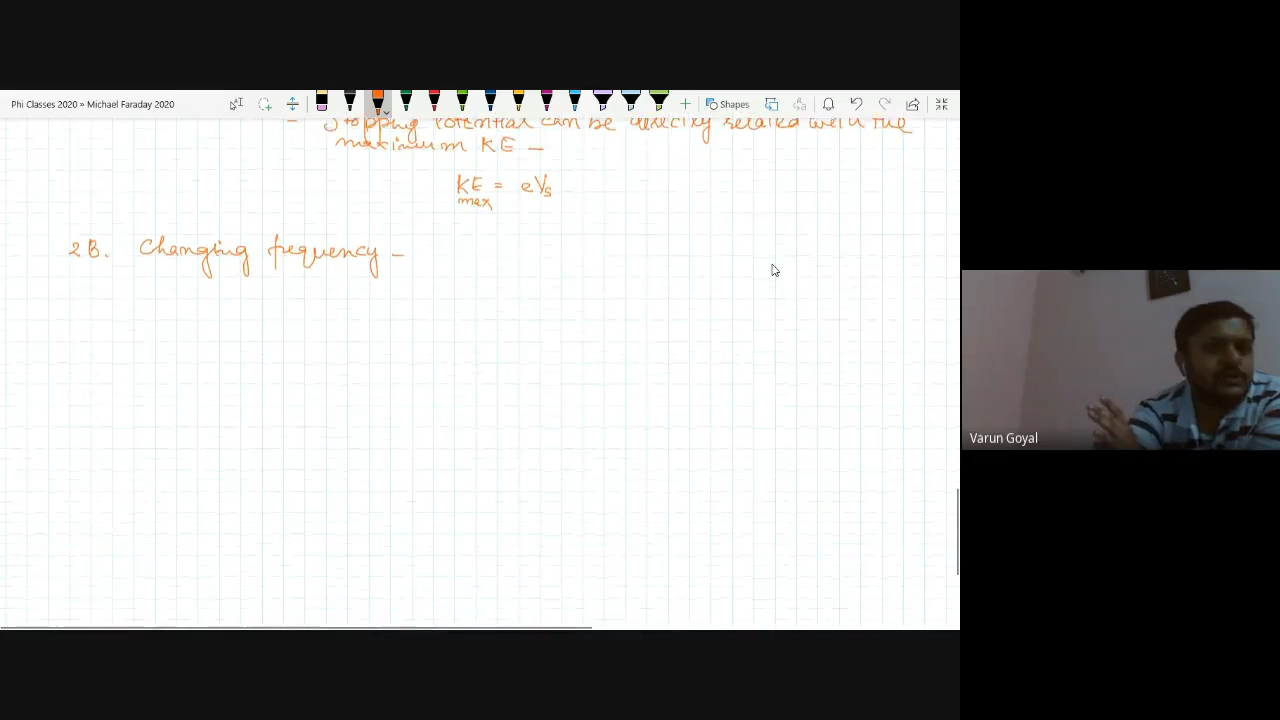 Phi Classes 2020 » Michael Faraday 2020
Shapes
- Stopping Potential can be directly related with the
maximum KE –
KE = eVs
max
2B. Changing frequency –
Varun Goyal